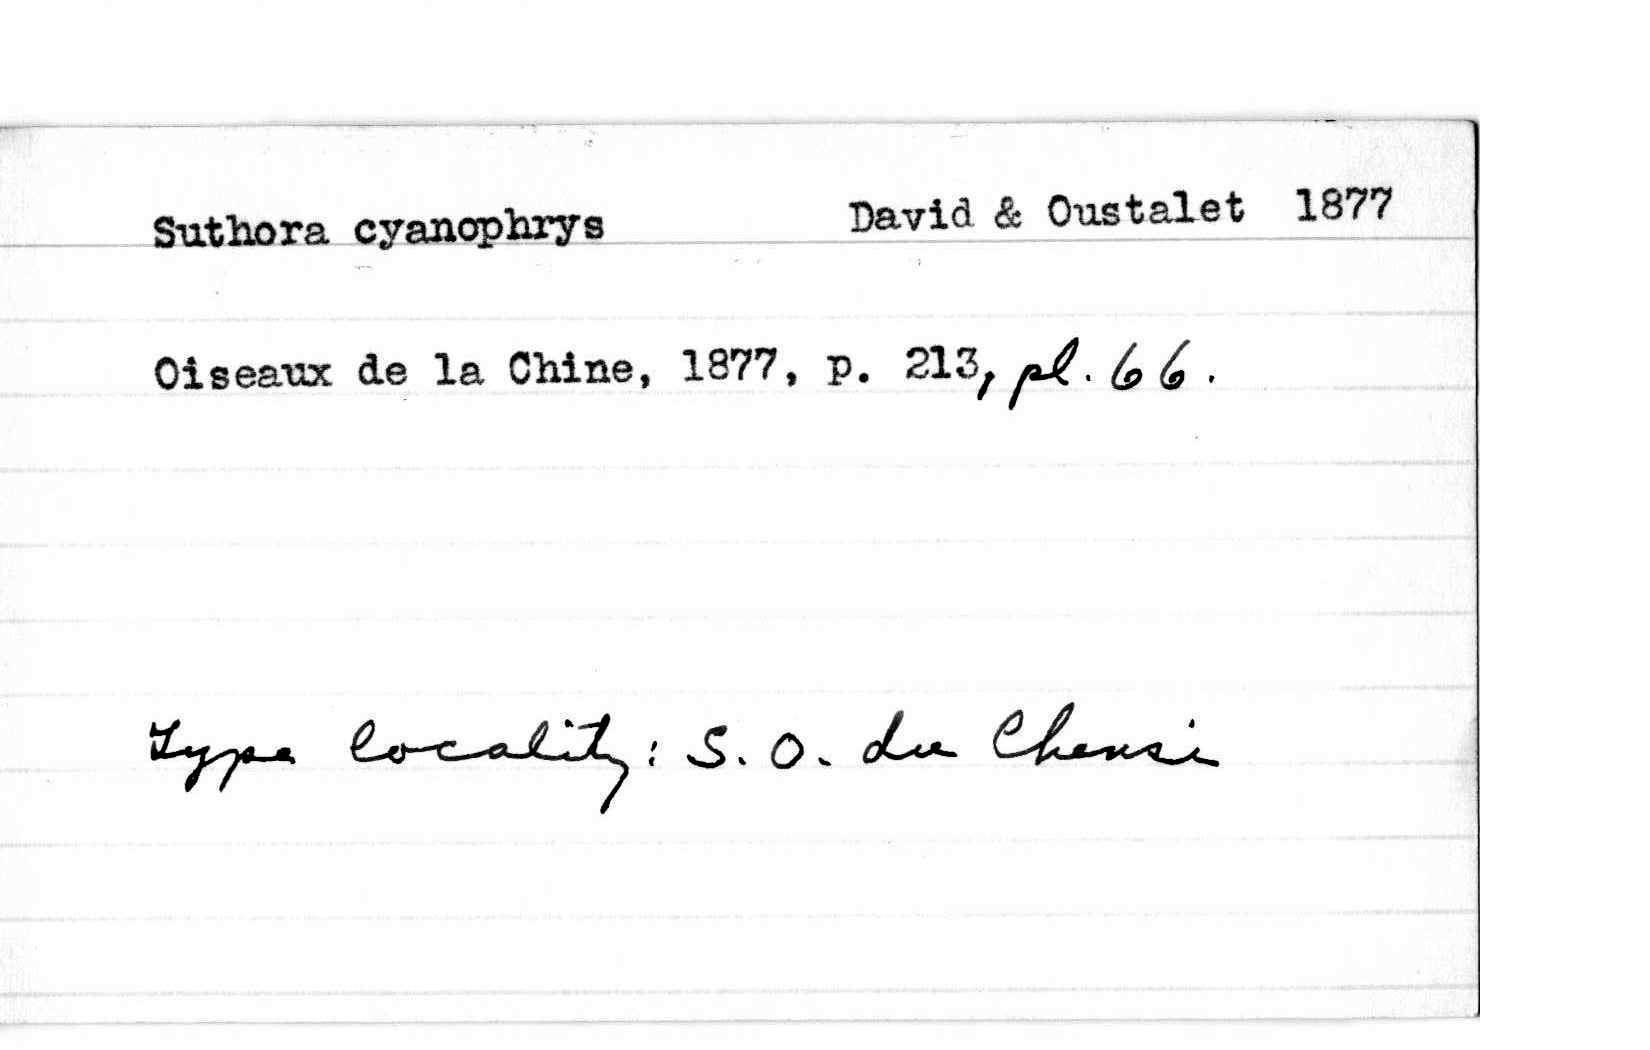 Suthora cyanophrys David & Oustalet 1877
Oiseaux de la Chine, 1877, p. 213, pl. 66.
Type locality: S. O. du Chensi